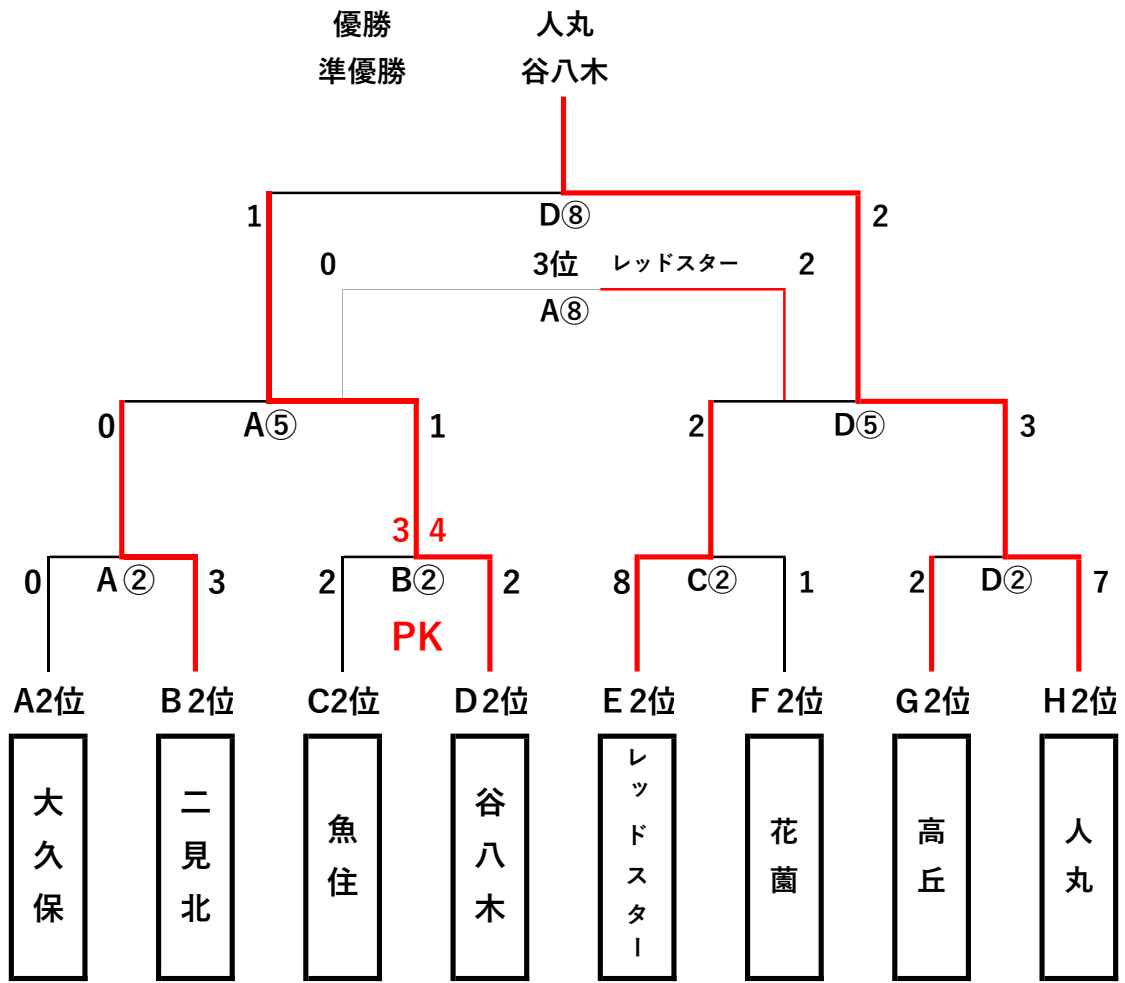 優勝 人丸
準優勝 谷八木
1 D⑧ 2
0 3位 レッドスター 2
A⑧
0 A⑤ 1 2 D⑤ 3
3 4
0 A② 3 2 B② 2 8 C② 1 2 D② 7
PK
A2位 B2位 C2位 D2位 E2位 F2位 G2位 H2位
大久保
二見北
魚住
谷八木
レッドスター
花園
高丘
人丸